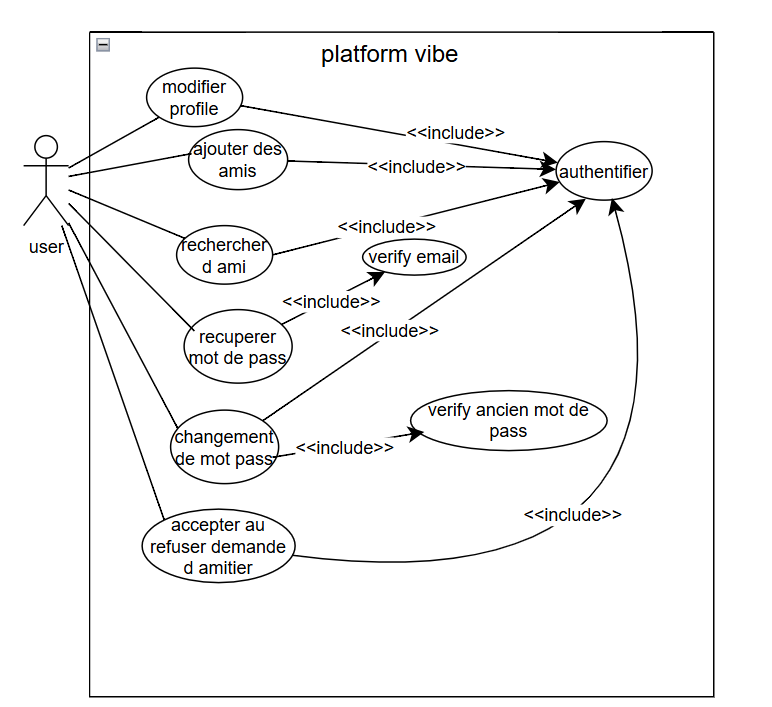 platform vibe
modifier
profile
<<include>>
ajouter des
amis
<<include>>
authentifier
user
rechercher
d ami
<<include>>
verify email
<<include>>
recuperer
mot de pass
<<include>>
verify ancien mot de
pass
changement
de mot pass
<<include>>
accepter au
refuser demande
d amitier
<<include>>